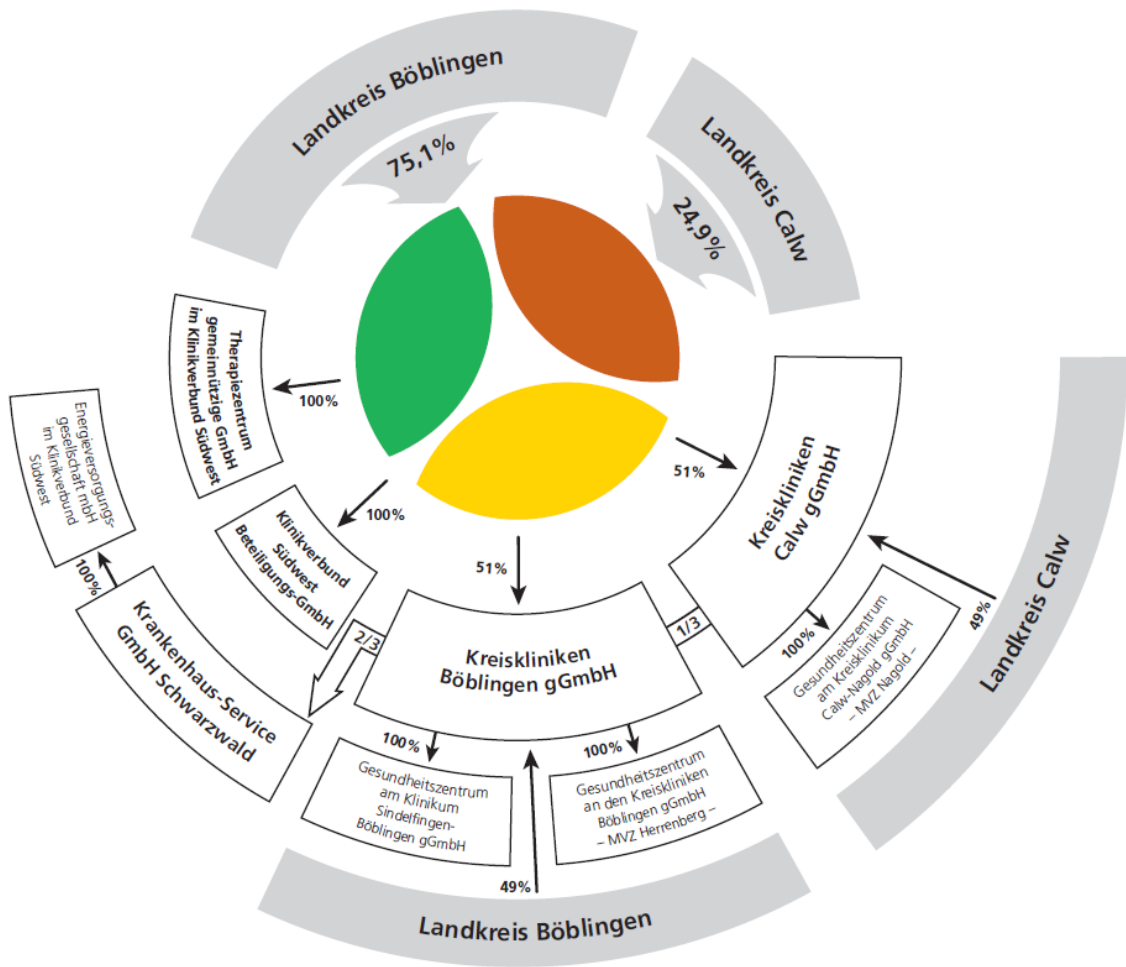 Landkreis Böblingen
75,1%
Landkreis Calw
24,9%
Therapiezentrum
gemeinnützige GmbH
im Klinikverbund Südwest
100%
Energieversorgungs-
gesellschaft mbH
im Klinikverbund
Südwest
100%
Klinikverbund
Südwest
Beteiligungs-GmbH
100%
Krankenhaus-Service
GmbH Schwarzwald
2/3
51%
Kreiskliniken
Böblingen gGmbH
1/3
51%
Kreiskliniken
Calw gGmbH
100%
Gesundheitszentrum
am Kreisklinikum
Calw-Nagold gGmbH
– MVZ Nagold –
49%
Landkreis Calw
100%
Gesundheitszentrum
am Klinikum
Sindelfingen-
Böblingen gGmbH
100%
Gesundheitszentrum
an den Kreiskliniken
Böblingen gGmbH
– MVZ Herrenberg –
49%
Landkreis Böblingen